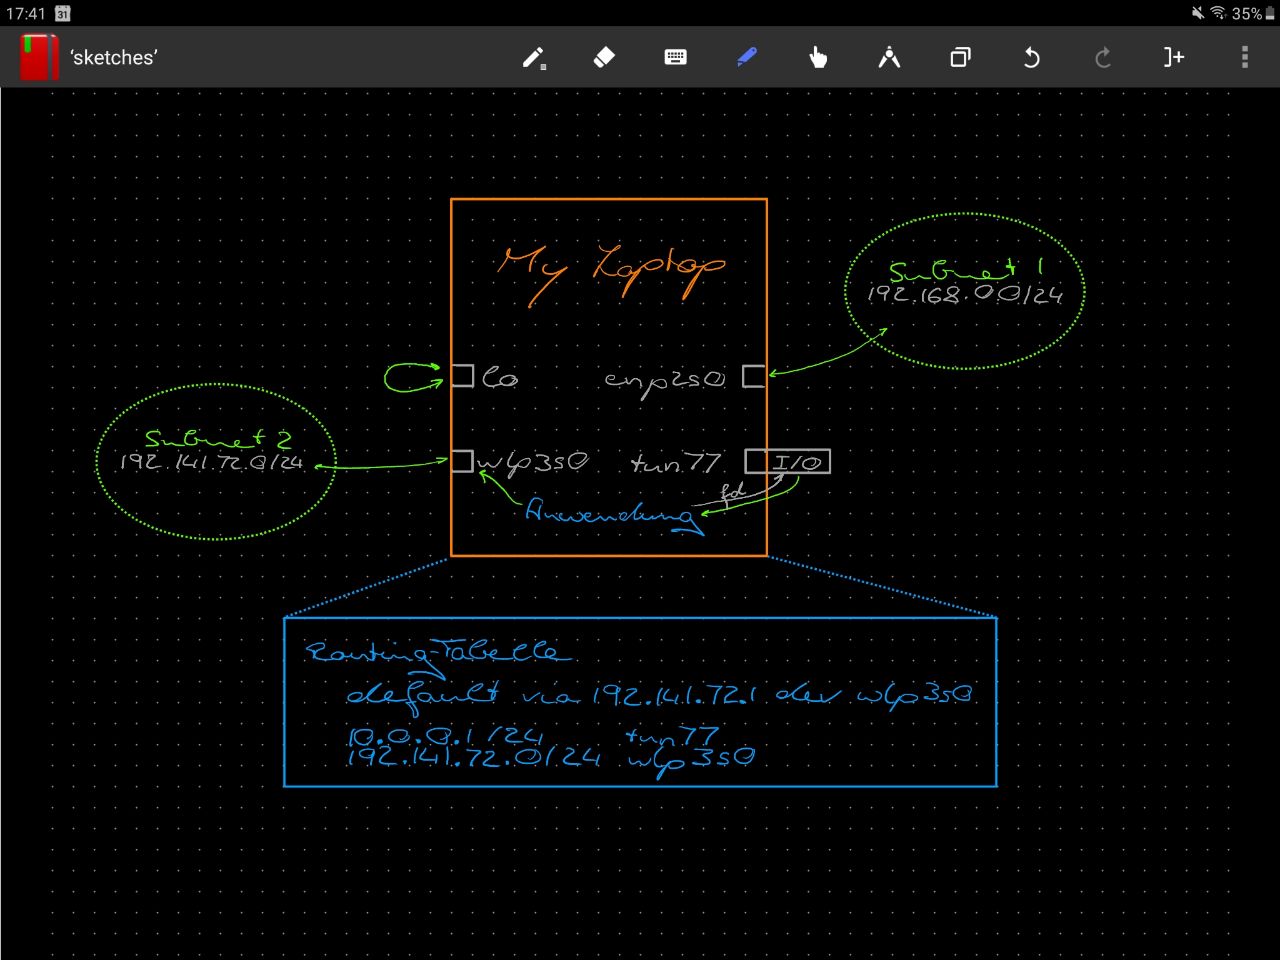 17:41 31 35%
'sketches'
My Laptop
Subnet 1
192.168.0.0/24
lo enp2s0
Subnet 2
192.141.72.0/24
wlp3s0 tun77 I/O
fd
Anwendung
Routing-Tabelle
default via 192.141.72.1 dev wlp3s0
10.0.0.1/24 tun77
192.141.72.0/24 wlp3s0